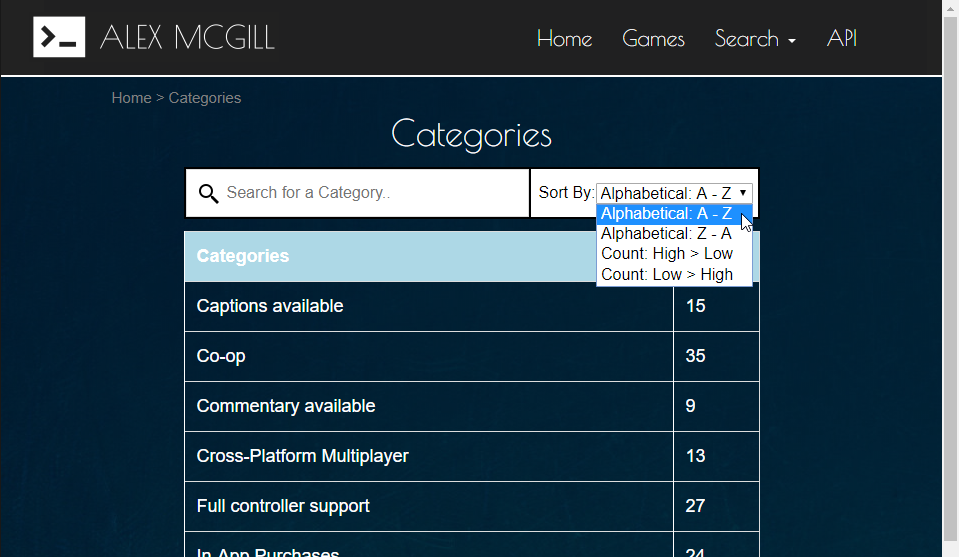 ALEX MCGILL
Home Games Search API
Home > Categories
Categories
Search for a Category..
Sort By: Alphabetical: A - Z
Alphabetical: A - Z
Alphabetical: Z - A
Count: High > Low
Count: Low > High
Categories
Captions available 15
Co-op 35
Commentary available 9
Cross-Platform Multiplayer 13
Full controller support 27
In-App Purchases 24